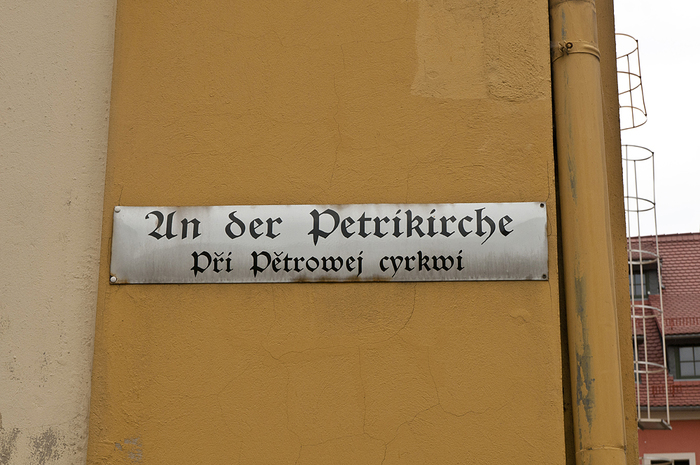 An der Petrikirche
Při Pětrowej cyrkwi